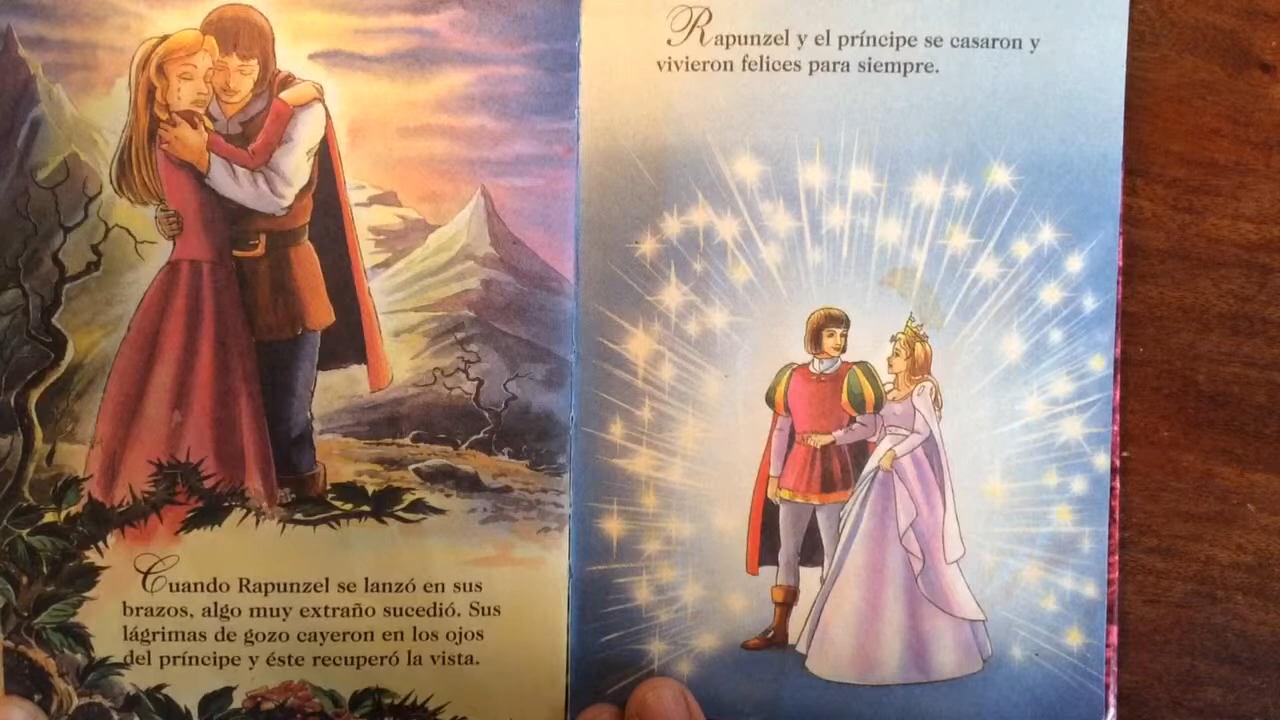 Cuando Rapunzel se lanzó en sus
brazos, algo muy extraño sucedió. Sus
lágrimas de gozo cayeron en los ojos
del príncipe y éste recuperó la vista.
Rapunzel y el príncipe se casaron y
vivieron felices para siempre.